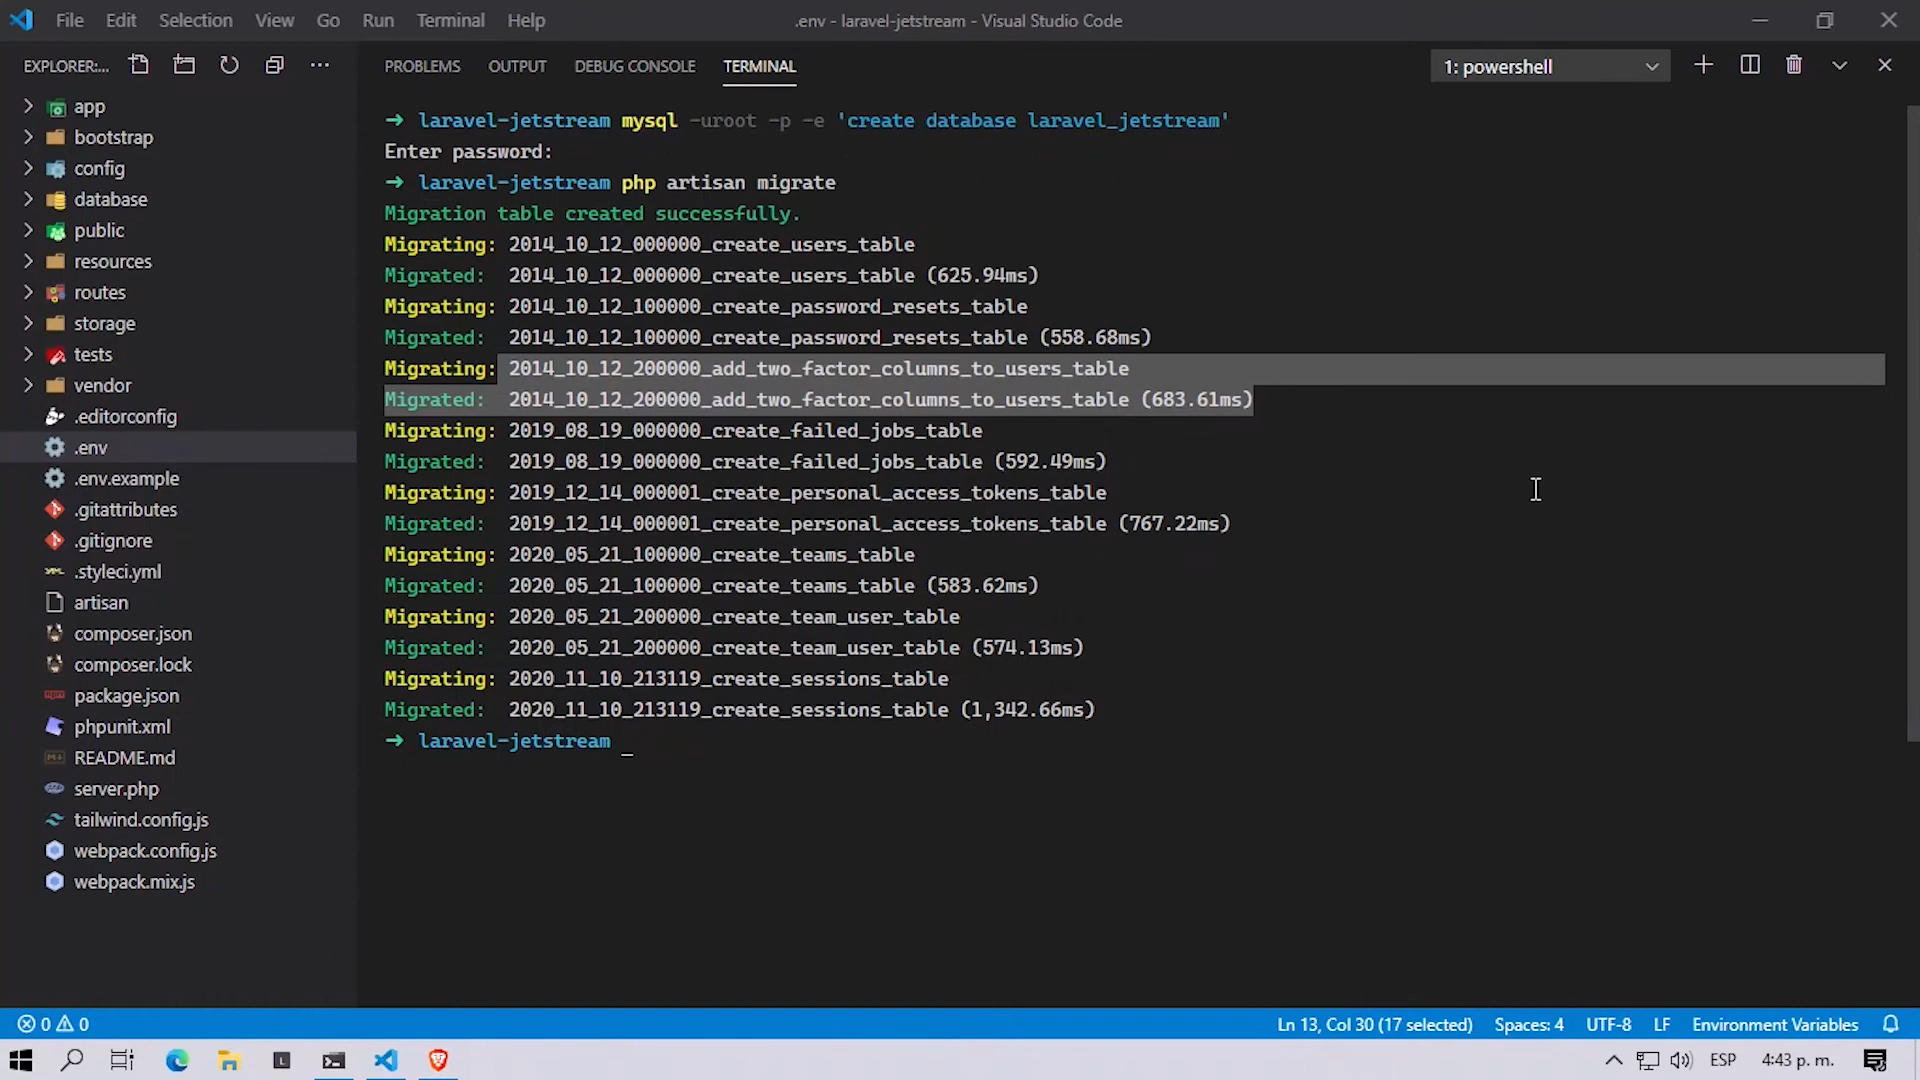 File Edit Selection View Go Run Terminal Help
.env - laravel-jetstream - Visual Studio Code
EXPLORER:...
PROBLEMS OUTPUT DEBUG CONSOLE TERMINAL
1: powershell
app
bootstrap
config
database
public
resources
routes
storage
tests
vendor
.editorconfig
.env
.env.example
.gitattributes
.gitignore
.styleci.yml
artisan
composer.json
composer.lock
package.json
phpunit.xml
README.md
server.php
tailwind.config.js
webpack.config.js
webpack.mix.js
→ laravel-jetstream mysql -uroot -p -e 'create database laravel_jetstream'
Enter password:
→ laravel-jetstream php artisan migrate
Migration table created successfully.
Migrating: 2014_10_12_000000_create_users_table
Migrated: 2014_10_12_000000_create_users_table (625.94ms)
Migrating: 2014_10_12_100000_create_password_resets_table
Migrated: 2014_10_12_100000_create_password_resets_table (558.68ms)
Migrating: 2014_10_12_200000_add_two_factor_columns_to_users_table
Migrated: 2014_10_12_200000_add_two_factor_columns_to_users_table (683.61ms)
Migrating: 2019_08_19_000000_create_failed_jobs_table
Migrated: 2019_08_19_000000_create_failed_jobs_table (592.49ms)
Migrating: 2019_12_14_000001_create_personal_access_tokens_table
Migrated: 2019_12_14_000001_create_personal_access_tokens_table (767.22ms)
Migrating: 2020_05_21_100000_create_teams_table
Migrated: 2020_05_21_100000_create_teams_table (583.62ms)
Migrating: 2020_05_21_200000_create_team_user_table
Migrated: 2020_05_21_200000_create_team_user_table (574.13ms)
Migrating: 2020_11_10_213119_create_sessions_table
Migrated: 2020_11_10_213119_create_sessions_table (1,342.66ms)
→ laravel-jetstream _
0 0
Ln 13, Col 30 (17 selected) Spaces: 4 UTF-8 LF Environment Variables
ESP 4:43 p. m.